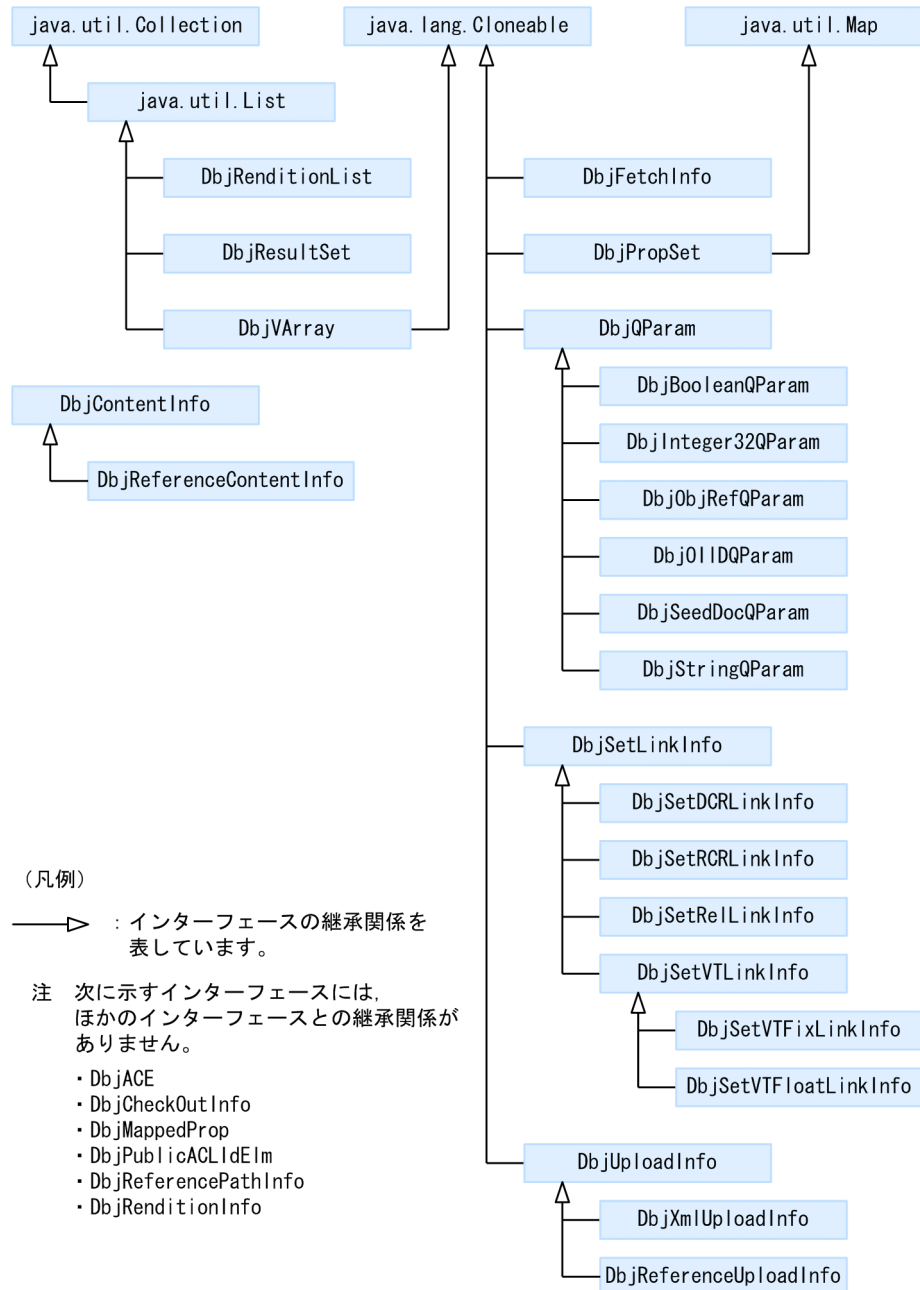 java.util.Collection
java.lang.Cloneable
java.util.Map
java.util.List
DbjRenditionList
DbjFetchInfo
DbjResultSet
DbjPropSet
DbjVArray
DbjQParam
DbjBooleanQParam
DbjContentInfo
DbjInteger32QParam
DbjReferenceContentInfo
DbjObjRefQParam
DbjOIIDQParam
DbjSeedDocQParam
DbjStringQParam
DbjSetLinkInfo
DbjSetDCRLinkInfo
DbjSetRCRLinkInfo
DbjSetRelLinkInfo
DbjSetVTLinkInfo
DbjSetVTFixLinkInfo
DbjSetVTFloatLinkInfo
DbjUploadInfo
DbjXmlUploadInfo
DbjReferenceUploadInfo
（凡例）
：インターフェースの継承関係を
表しています。
注　次に示すインターフェースには，
ほかのインターフェースとの継承関係が
ありません。
・DbjACE
・DbjCheckOutInfo
・DbjMappedProp
・DbjPublicACLIdElm
・DbjReferencePathInfo
・DbjRenditionInfo